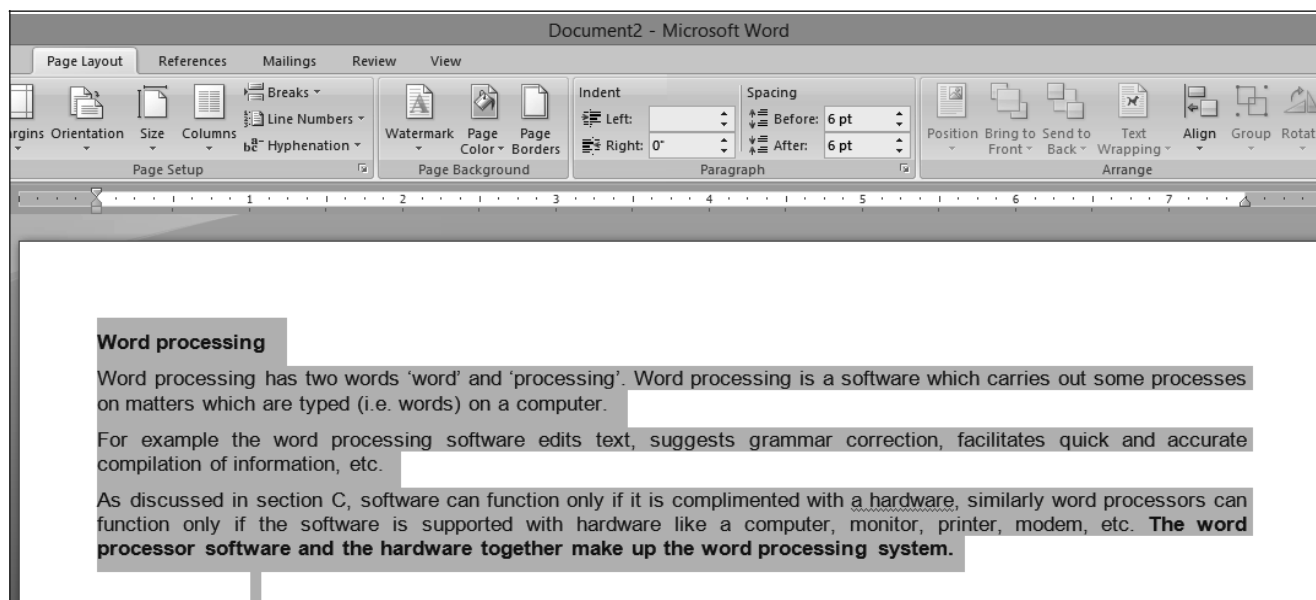 Document2 - Microsoft Word
Page Layout References Mailings Review View
rgins Orientation Size Columns
Breaks
Line Numbers
Hyphenation
Page Setup
Watermark Page Color Page Borders
Page Background
Indent
Left:
Right: 0"
Spacing
Before: 6 pt
After: 6 pt
Paragraph
Position Bring to Front Send to Back Text Wrapping Align Group Rotat
Arrange
1 2 3 4 5 6 7
Word processing
Word processing has two words ‘word’ and ‘processing’. Word processing is a software which carries out some processes
on matters which are typed (i.e. words) on a computer.
For example the word processing software edits text, suggests grammar correction, facilitates quick and accurate
compilation of information, etc.
As discussed in section C, software can function only if it is complimented with a hardware, similarly word processors can
function only if the software is supported with hardware like a computer, monitor, printer, modem, etc. The word
processor software and the hardware together make up the word processing system.